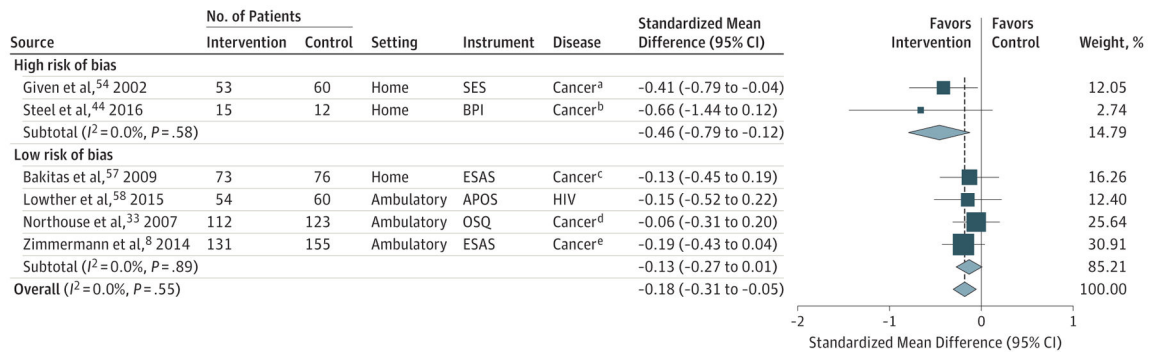 No. of Patients
Source Intervention Control Setting Instrument Disease Standardized Mean Difference (95% CI) Favors Intervention Favors Control Weight, %
High risk of bias
Given et al,54 2002 53 60 Home SES Cancera -0.41 (-0.79 to -0.04) 12.05
Steel et al,44 2016 15 12 Home BPI Cancerb -0.66 (-1.44 to 0.12) 2.74
Subtotal (I2 = 0.0%, P = .58) -0.46 (-0.79 to -0.12) 14.79
Low risk of bias
Bakitas et al,57 2009 73 76 Home ESAS Cancerc -0.13 (-0.45 to 0.19) 16.26
Lowther et al,58 2015 54 60 Ambulatory APOS HIV -0.15 (-0.52 to 0.22) 12.40
Northouse et al,33 2007 112 123 Ambulatory OSQ Cancerd -0.06 (-0.31 to 0.20) 25.64
Zimmermann et al,8 2014 131 155 Ambulatory ESAS Cancere -0.19 (-0.43 to 0.04) 30.91
Subtotal (I2 = 0.0%, P = .89) -0.13 (-0.27 to 0.01) 85.21
Overall (I2 = 0.0%, P = .55) -0.18 (-0.31 to -0.05) 100.00
-2 -1 0 1
Standardized Mean Difference (95% CI)